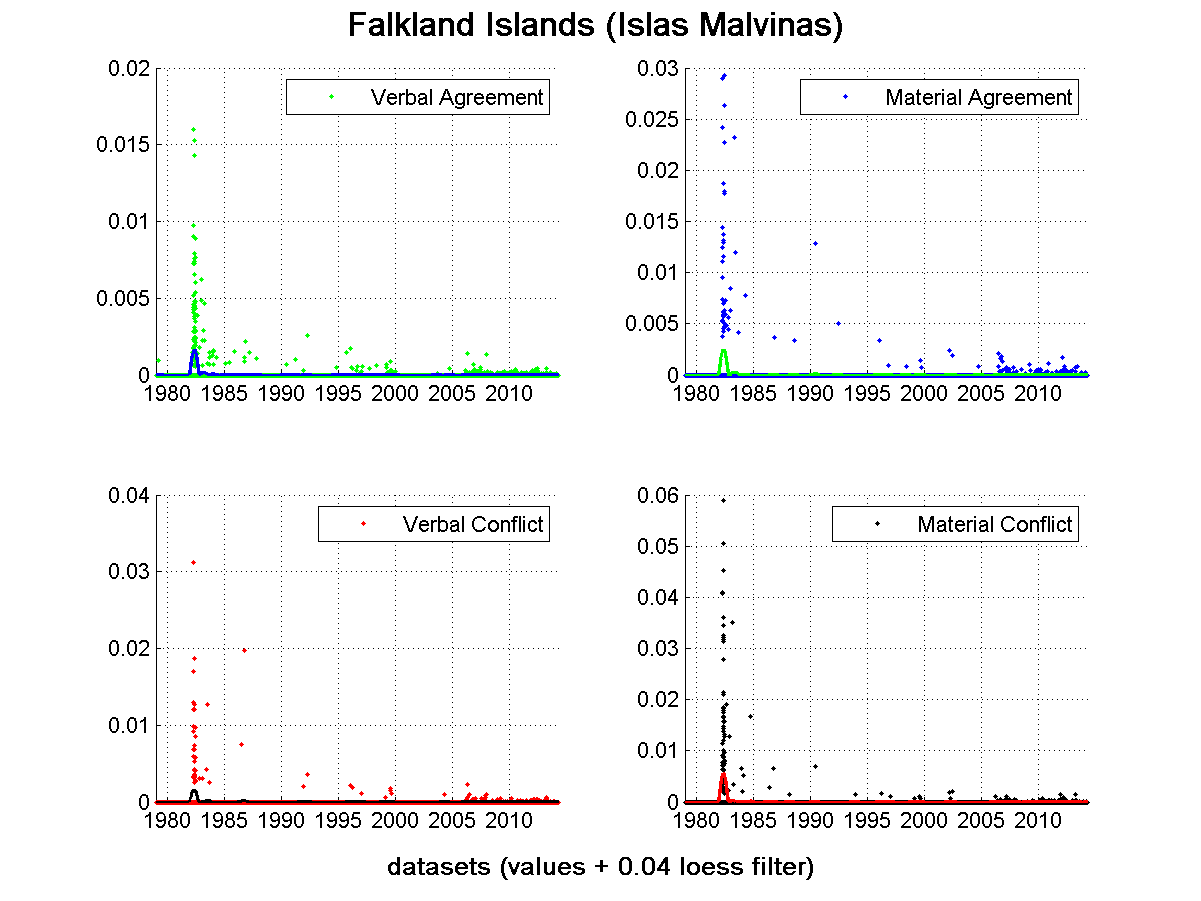 Falkland Islands (Islas Malvinas)
0.02
0.015
0.01
0.005
0
1980 1985 1990 1995 2000 2005 2010
Verbal Agreement
0.03
0.025
0.02
0.015
0.01
0.005
0
1980 1985 1990 1995 2000 2005 2010
Material Agreement
0.04
0.03
0.02
0.01
0
1980 1985 1990 1995 2000 2005 2010
Verbal Conflict
0.06
0.05
0.04
0.03
0.02
0.01
0
1980 1985 1990 1995 2000 2005 2010
Material Conflict
datasets (values + 0.04 loess filter)